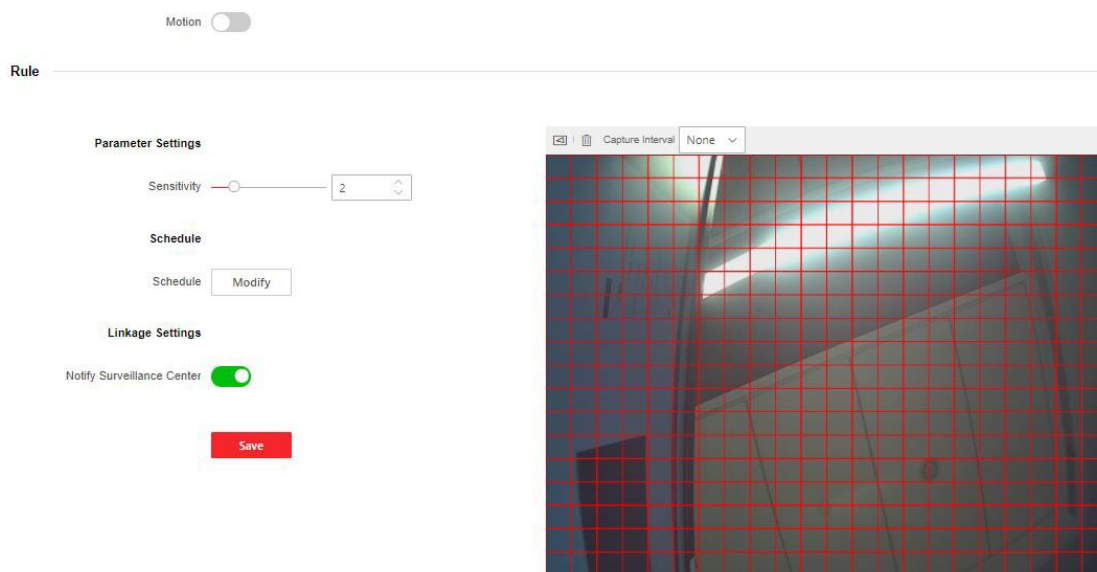 Motion
Rule
Parameter Settings
Capture Interval None
Sensitivity 2
Schedule
Schedule Modify
Linkage Settings
Notify Surveillance Center
Save